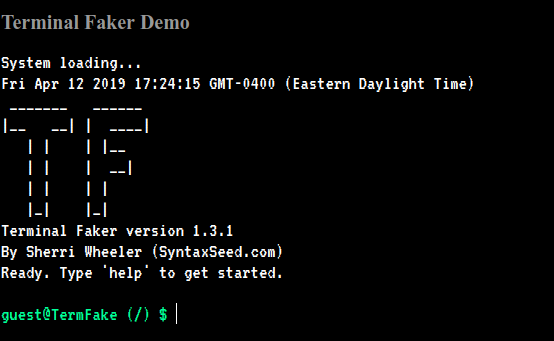 Terminal Faker Demo
System loading...
Fri Apr 12 2019 17:24:15 GMT-0400 (Eastern Daylight Time)
 _______   ______
|__   __| |  ____|
   | |    | |__
   | |    |  __|
   | |    | |
   |_|    |_|
Terminal Faker version 1.3.1
By Sherri Wheeler (SyntaxSeed.com)
Ready. Type 'help' to get started.
guest@TermFake (/) $